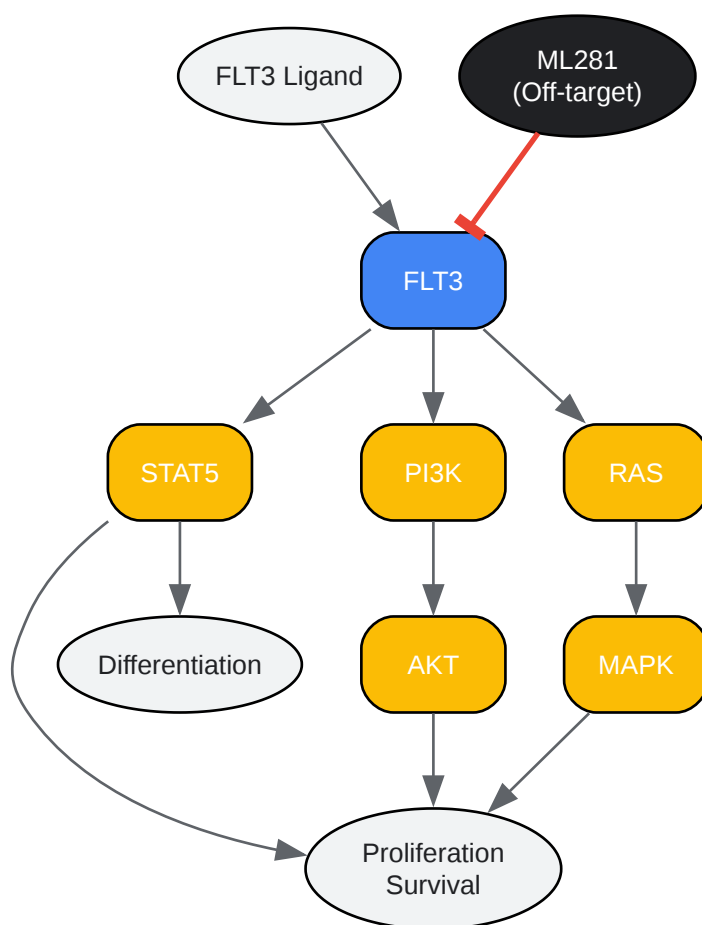 FLT3 Ligand
ML281
(Off-target)
FLT3
STAT5
PI3K
RAS
Differentiation
AKT
MAPK
Proliferation
Survival